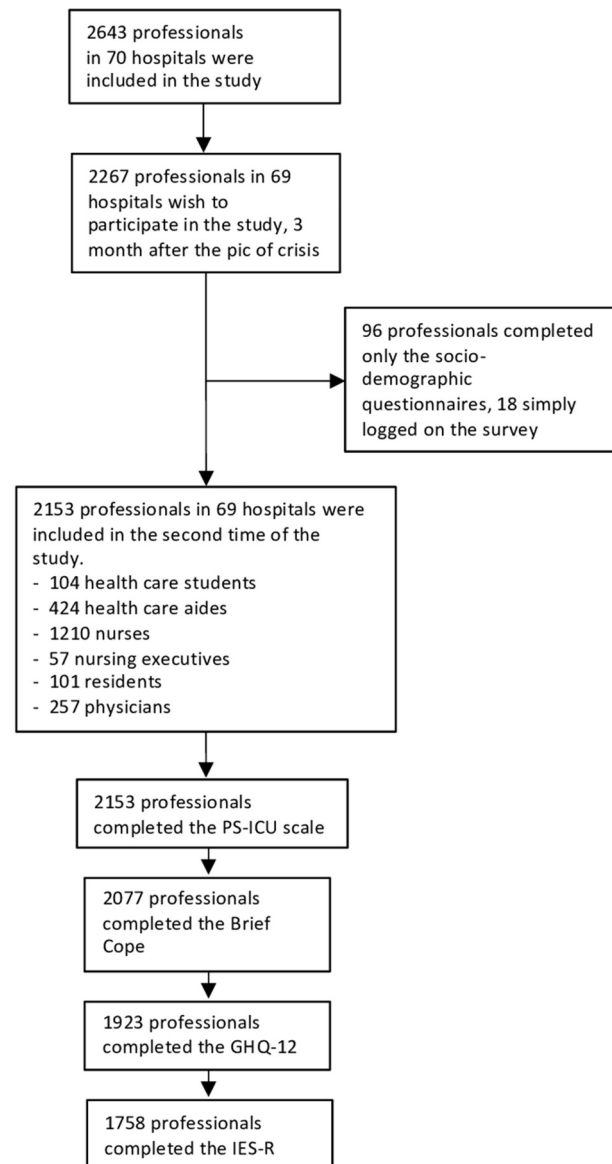 2643 professionals
in 70 hospitals were
included in the study
2267 professionals in 69
hospitals wish to
participate in the study, 3
month after the pic of crisis
96 professionals completed
only the socio-
demographic
questionnaires, 18 simply
logged on the survey
2153 professionals in 69 hospitals were
included in the second time of the
study.
- 104 health care students
- 424 health care aides
- 1210 nurses
- 57 nursing executives
- 101 residents
- 257 physicians
2153 professionals
completed the PS-ICU scale
2077 professionals
completed the Brief
Cope
1923 professionals
completed the GHQ-12
1758 professionals
completed the IES-R